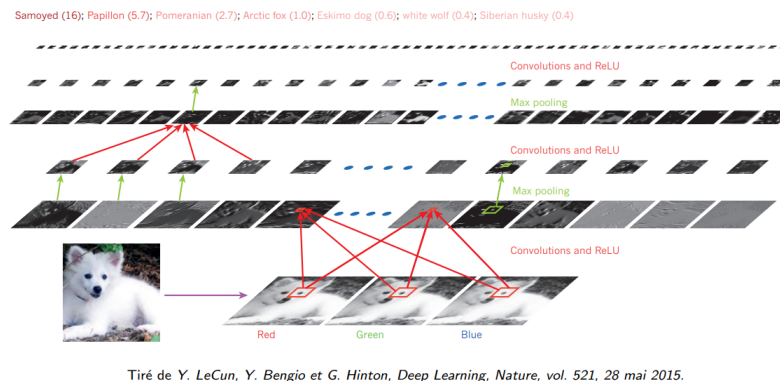 Samoyed (16); Papillon (5.7); Pomeranian (2.7); Arctic fox (1.0); Eskimo dog (0.6); white wolf (0.4); Siberian husky (0.4)
Convolutions and ReLU
Max pooling
Convolutions and ReLU
Max pooling
Convolutions and ReLU
Red
Green
Blue
Tiré de Y. LeCun, Y. Bengio et G. Hinton, Deep Learning, Nature, vol. 521, 28 mai 2015.